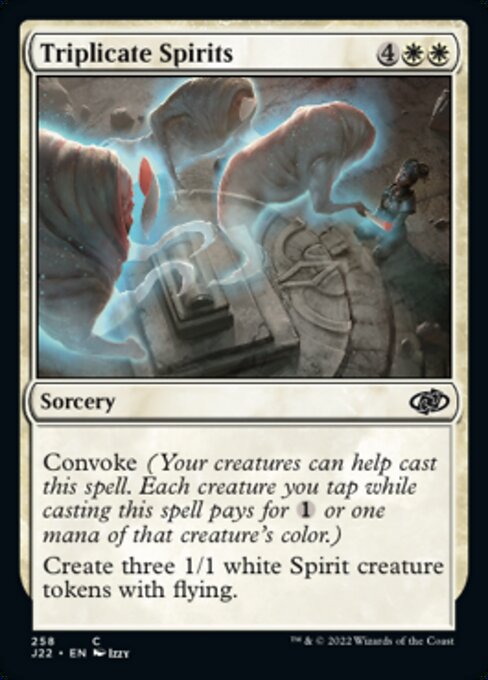 Triplicate Spirits 4
Sorcery
Convoke (Your creatures can help cast
this spell. Each creature you tap while
casting this spell pays for 1 or one
mana of that creature's color.)
Create three 1/1 white Spirit creature
tokens with flying.
258 C
J22 • EN Izzy
™ & © 2022 Wizards of the Coast